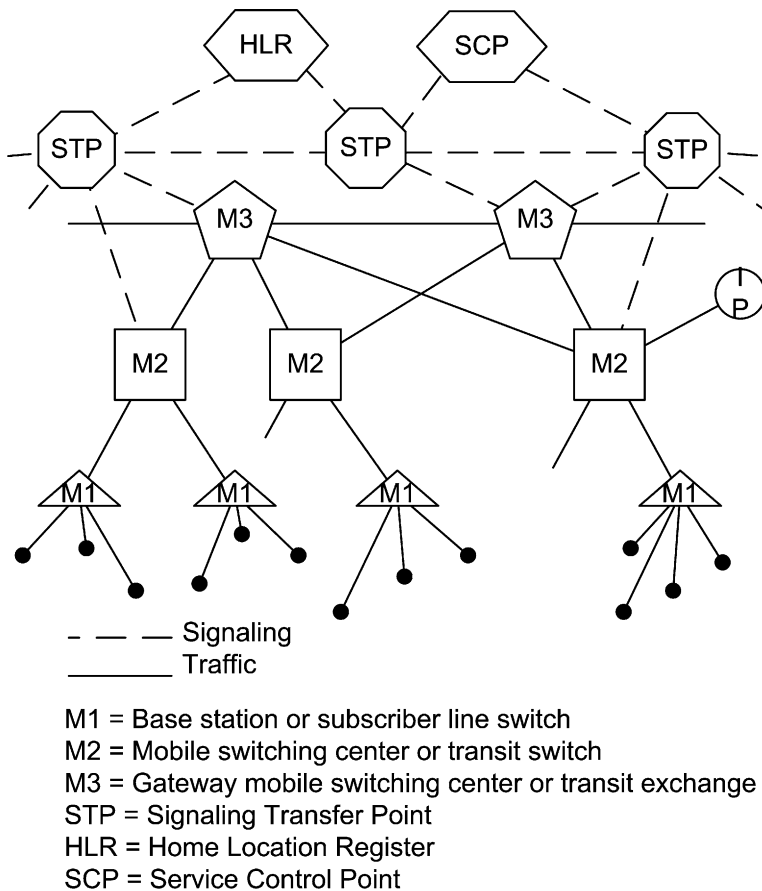 HLR
SCP
STP
STP
STP
M3
M3
I
P
M2
M2
M2
M1
M1
M1
M1
Signaling
Traffic
M1 = Base station or subscriber line switch
M2 = Mobile switching center or transit switch
M3 = Gateway mobile switching center or transit exchange
STP = Signaling Transfer Point
HLR = Home Location Register
SCP = Service Control Point